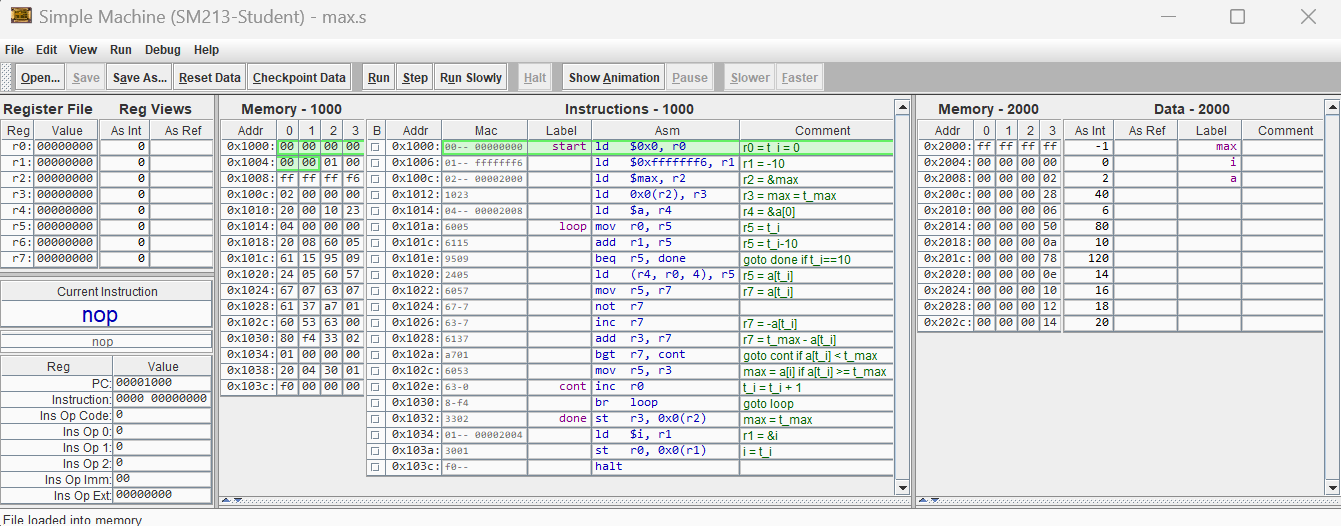 Simple Machine (SM213-Student) - max.s
File Edit View Run Debug Help
Open... Save Save As... Reset Data Checkpoint Data Run Step Run Slowly Halt Show Animation Pause Slower Faster
Register File Reg Views
Reg Value As Int As Ref
r0: 00000000 0
r1: 00000000 0
r2: 00000000 0
r3: 00000000 0
r4: 00000000 0
r5: 00000000 0
r6: 00000000 0
r7: 00000000 0
Current Instruction
nop
nop
Reg Value
PC: 00001000
Instruction: 0000 00000000
Ins Op Code: 0
Ins Op 0: 0
Ins Op 1: 0
Ins Op 2: 0
Ins Op Imm: 00
Ins Op Ext: 00000000
Memory - 1000
Addr 0 1 2 3
0x1000: 00 00 00 00
0x1004: 00 00 01 00
0x1008: ff ff ff f6
0x100c: 02 00 00 00
0x1010: 20 00 10 23
0x1014: 04 00 00 00
0x1018: 20 08 60 05
0x101c: 61 15 95 09
0x1020: 24 05 60 57
0x1024: 67 07 63 07
0x1028: 61 37 a7 01
0x102c: 60 53 63 00
0x1030: 80 f4 33 02
0x1034: 01 00 00 00
0x1038: 20 04 30 01
0x103c: f0 00 00 00
Instructions - 1000
B Addr Mac Label Asm Comment
0x1000: 00-- 00000000 start ld $0x0, r0 r0 = t_i = 0
0x1006: 01-- fffffff6 ld $0xfffffff6, r1 r1 = -10
0x100c: 02-- 00002000 ld $max, r2 r2 = &max
0x1012: 1023 ld 0x0(r2), r3 r3 = max = t_max
0x1014: 04-- 00002008 ld $a, r4 r4 = &a[0]
0x101a: 6005 loop mov r0, r5 r5 = t_i
0x101c: 6115 add r1, r5 r5 = t_i-10
0x101e: 9509 beq r5, done goto done if t_i==10
0x1020: 2405 ld (r4, r0, 4), r5 r5 = a[t_i]
0x1022: 6057 mov r5, r7 r7 = a[t_i]
0x1024: 67-7 not r7
0x1026: 63-7 inc r7 r7 = -a[t_i]
0x1028: 6137 add r3, r7 r7 = t_max - a[t_i]
0x102a: a701 bgt r7, cont goto cont if a[t_i] < t_max
0x102c: 6053 mov r5, r3 max = a[i] if a[t_i] >= t_max
0x102e: 63-0 cont inc r0 t_i = t_i + 1
0x1030: 8-f4 br loop goto loop
0x1032: 3302 done st r3, 0x0(r2) max = t_max
0x1034: 01-- 00002004 ld $i, r1 r1 = &i
0x103a: 3001 st r0, 0x0(r1) i = t_i
0x103c: f0-- halt
Memory - 2000 Data - 2000
Addr 0 1 2 3 As Int As Ref Label Comment
0x2000: ff ff ff ff -1 max
0x2004: 00 00 00 00 0 i
0x2008: 00 00 00 02 2 a
0x200c: 00 00 00 28 40
0x2010: 00 00 00 06 6
0x2014: 00 00 00 50 80
0x2018: 00 00 00 0a 10
0x201c: 00 00 00 78 120
0x2020: 00 00 00 0e 14
0x2024: 00 00 00 10 16
0x2028: 00 00 00 12 18
0x202c: 00 00 00 14 20
File loaded into memory